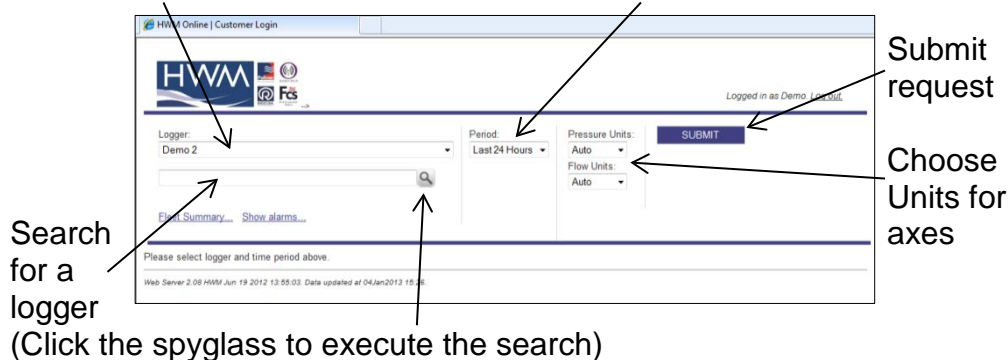 HWM Online | Customer Login
Submit
request
HWM
Fcs
Logged in as Demo. Log out.
Logger:
Period:
Pressure Units:
SUBMIT
Demo 2
Last 24 Hours
Auto
Flow Units:
Auto
Choose
Units for
axes
Fleet Summary... Show alarms...
Search
for a
logger
Please select logger and time period above.
Web Server 2.08 HWM Jun 19 2012 13:55:03. Data updated at 04Jan2013 15:26.
(Click the spyglass to execute the search)